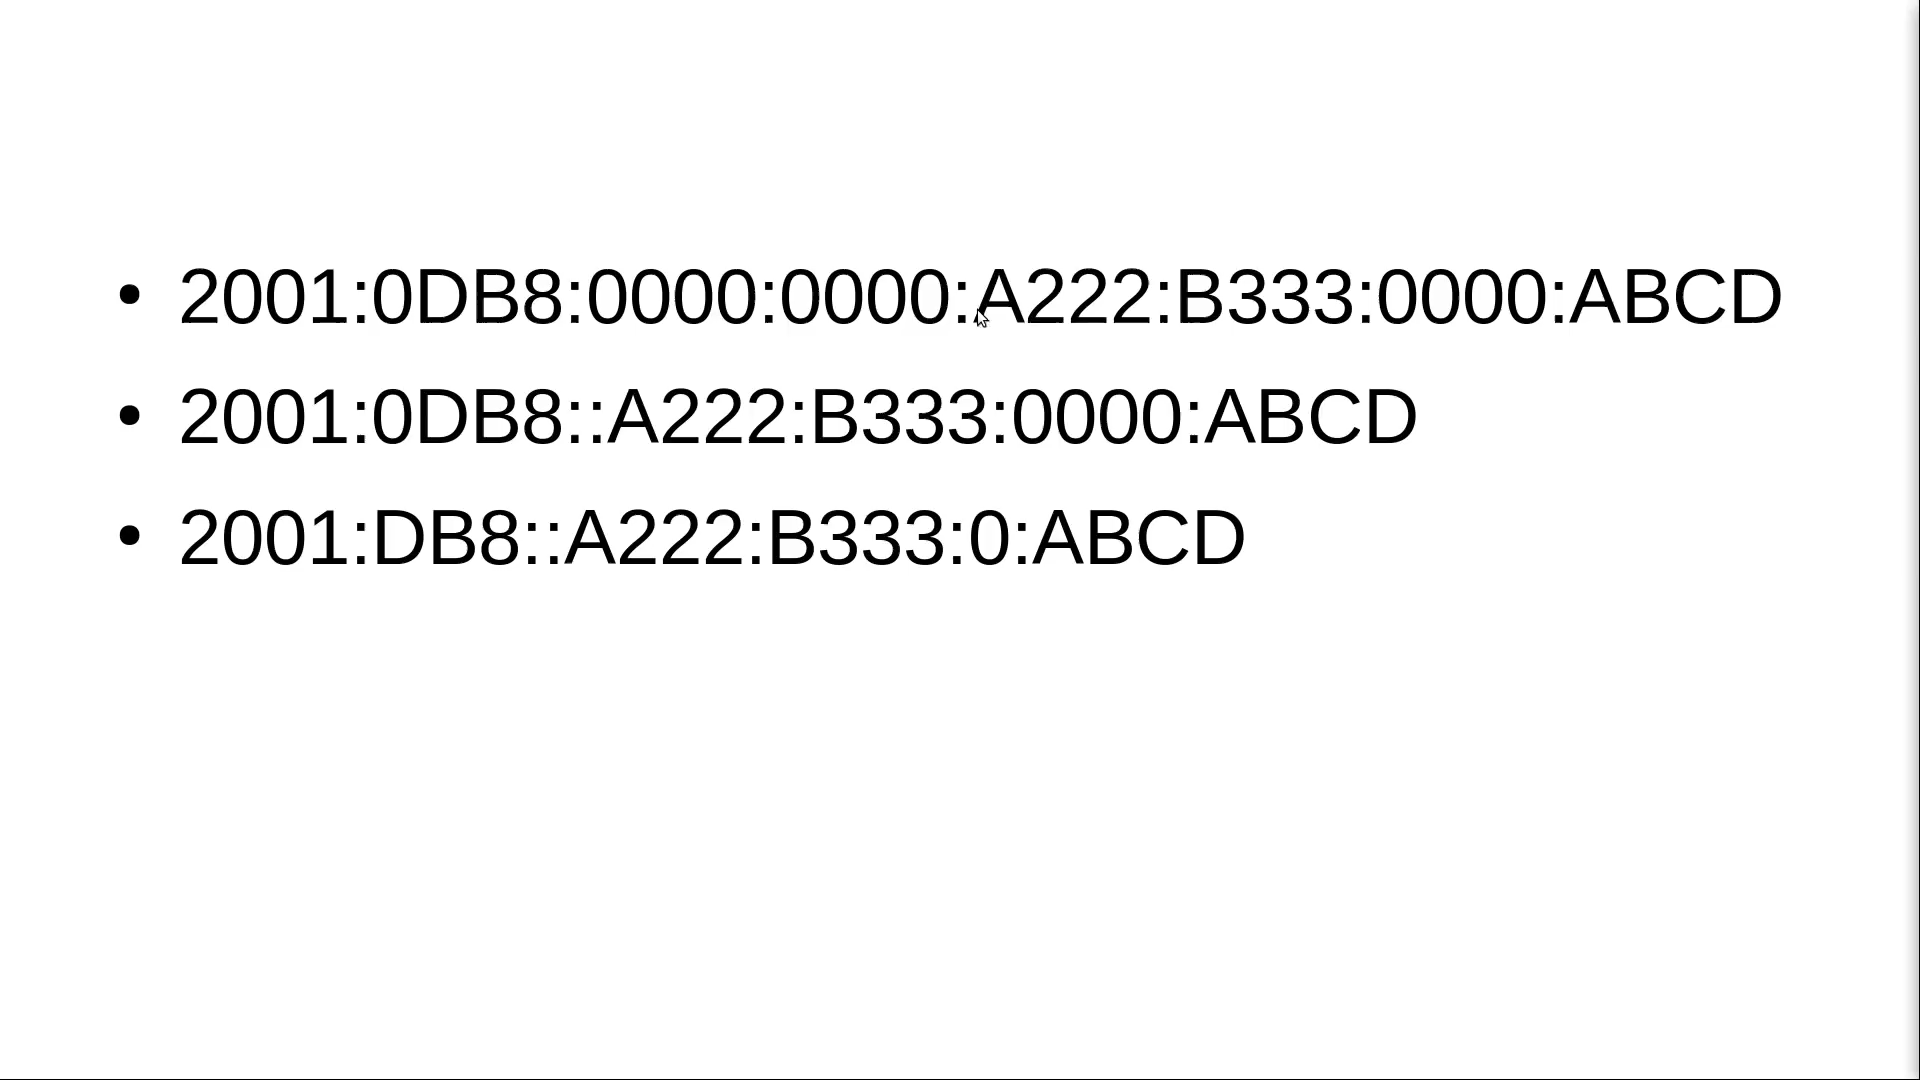 • 2001:0DB8:0000:0000:A222:B333:0000:ABCD
• 2001:0DB8::A222:B333:0000:ABCD
• 2001:DB8::A222:B333:0:ABCD